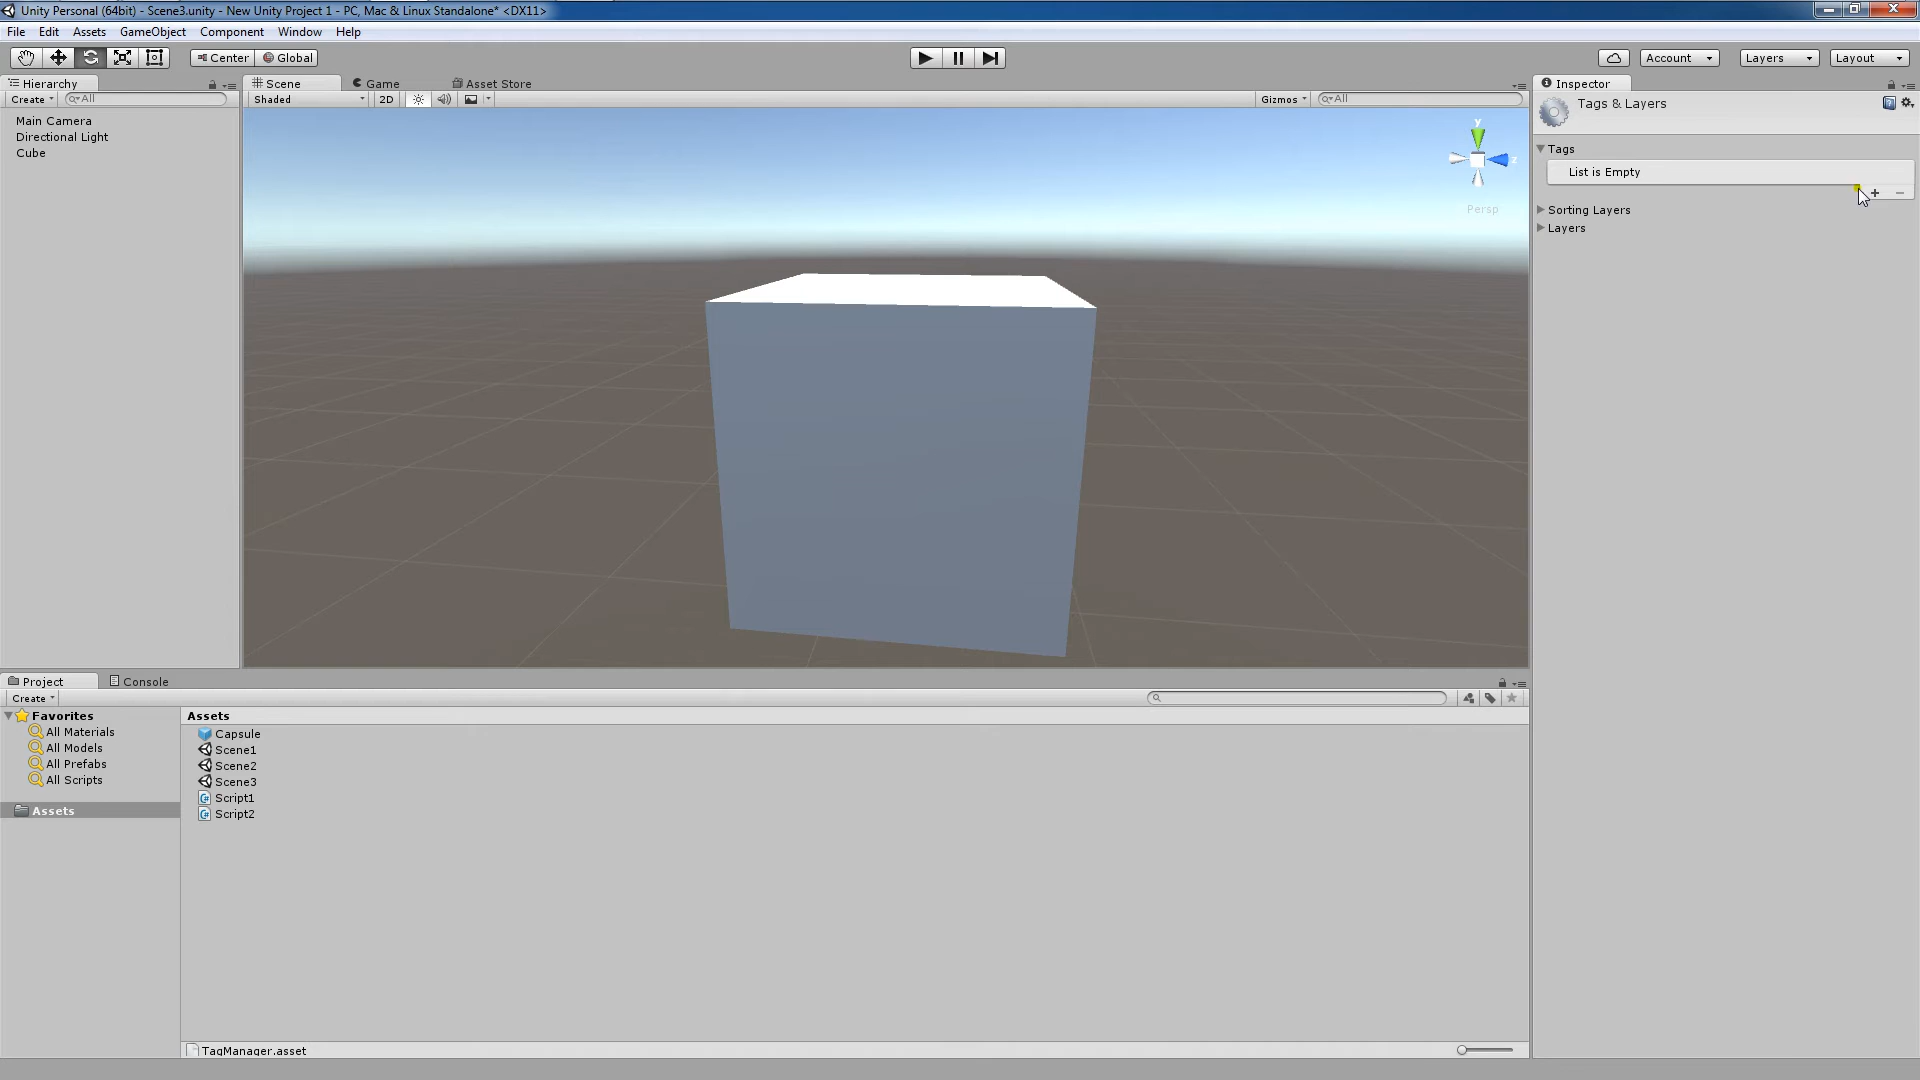 Unity Personal (64bit) - Scene3.unity - New Unity Project 1 - PC, Mac & Linux Standalone* <DX11>
File Edit Assets GameObject Component Window Help
Center Global Account Layers Layout
Hierarchy
Create All
Main Camera
Directional Light
Cube
Scene Game Asset Store
Shaded 2D Gizmos All
y
z
Persp
Inspector
Tags & Layers
Tags
List is Empty
Sorting Layers
Layers
Project Console
Create
Favorites
All Materials
All Models
All Prefabs
All Scripts
Assets
Assets
Capsule
Scene1
Scene2
Scene3
Script1
Script2
TagManager.asset